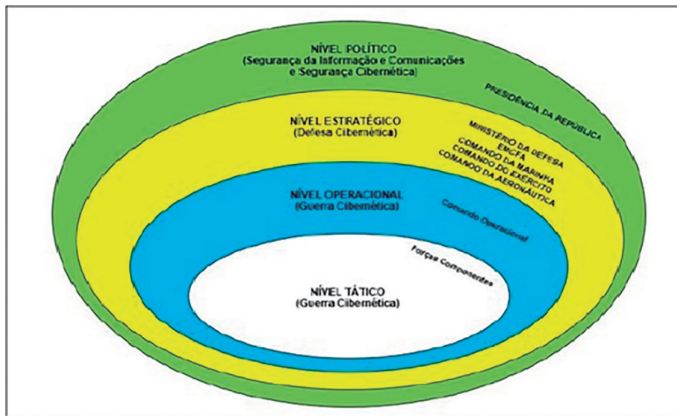 NÍVEL POLÍTICO
(Segurança da Informação e Comunicações
e Segurança Cibernética)
PRESIDÊNCIA DA REPÚBLICA
NÍVEL ESTRATÉGICO
(Defesa Cibernética)
MINISTÉRIO DA DEFESA
EMCFA
COMANDO DA MARINHA
COMANDO DO EXÉRCITO
COMANDO DA AERONÁUTICA
NÍVEL OPERACIONAL
(Guerra Cibernética)
Comando Operacional
Forças Componentes
NÍVEL TÁTICO
(Guerra Cibernética)